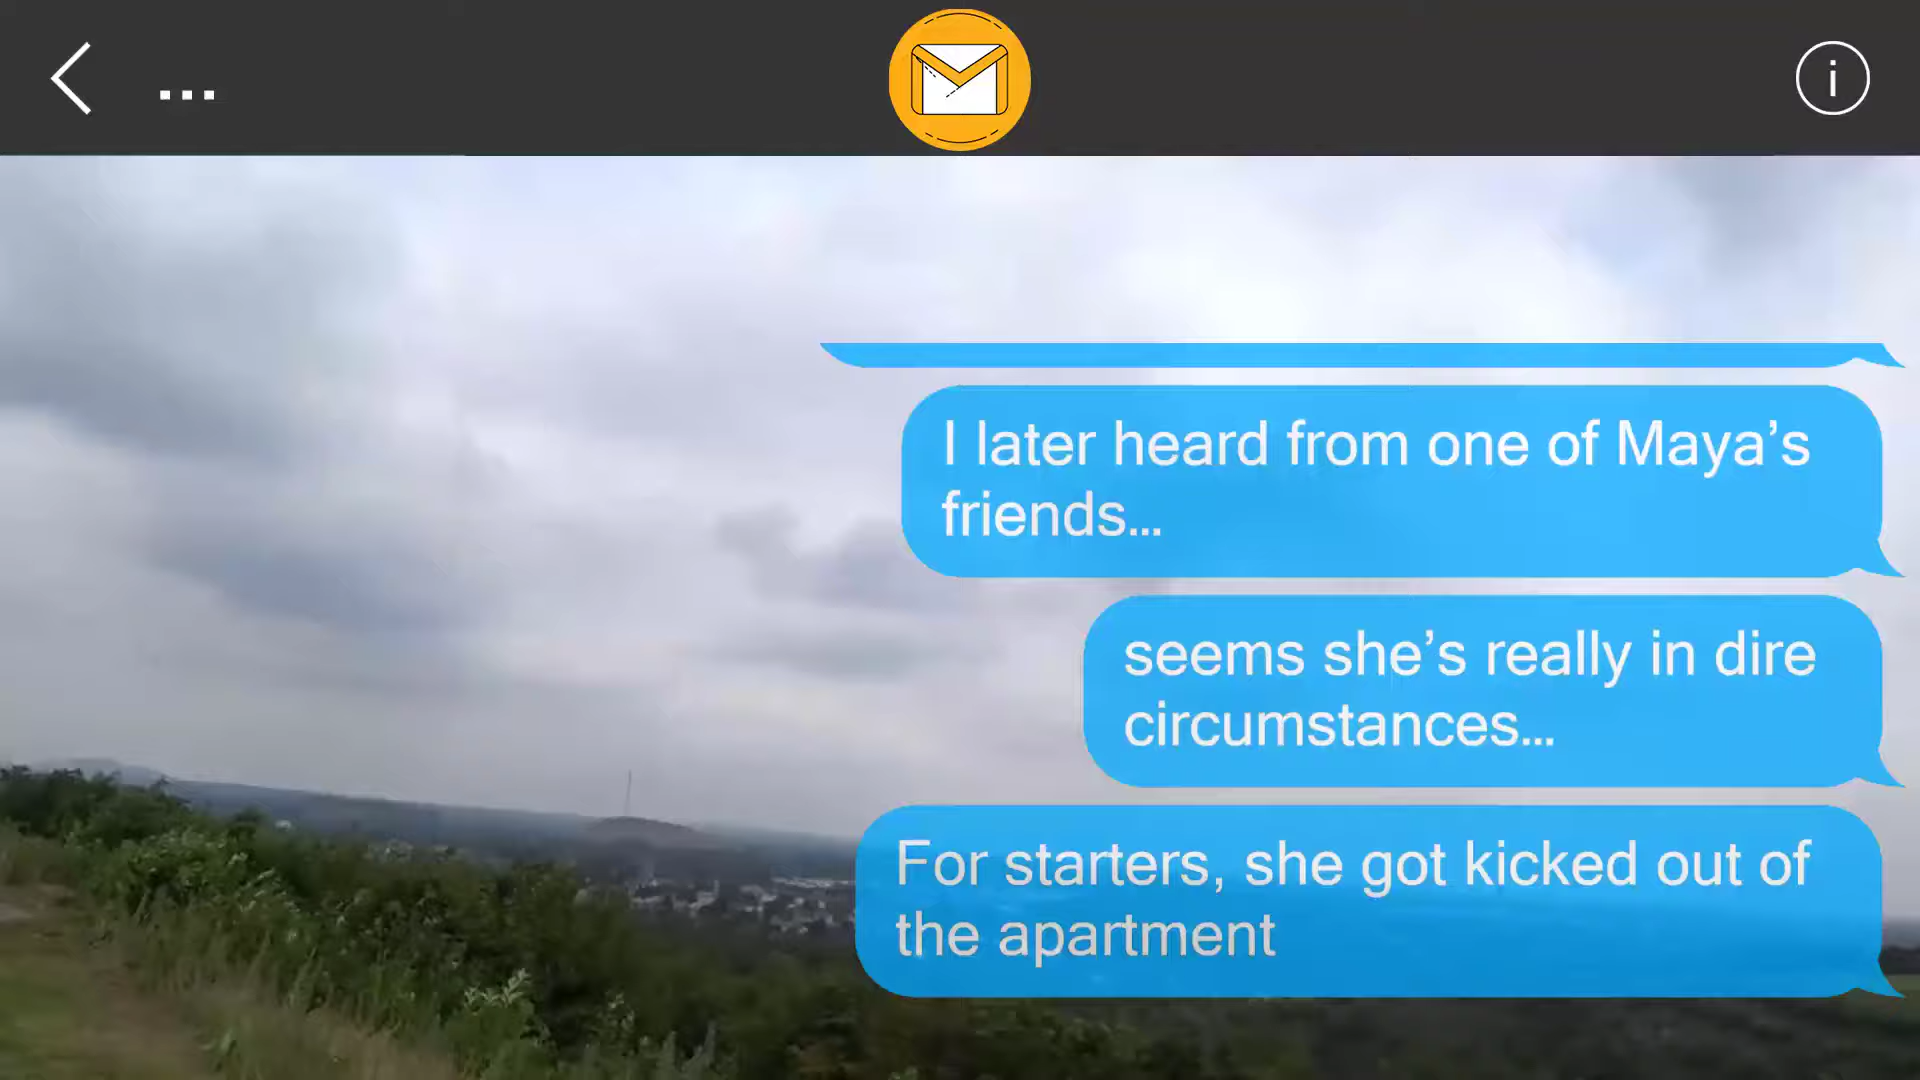 ...
I later heard from one of Maya’s
friends...
seems she’s really in dire
circumstances...
For starters, she got kicked out of
the apartment